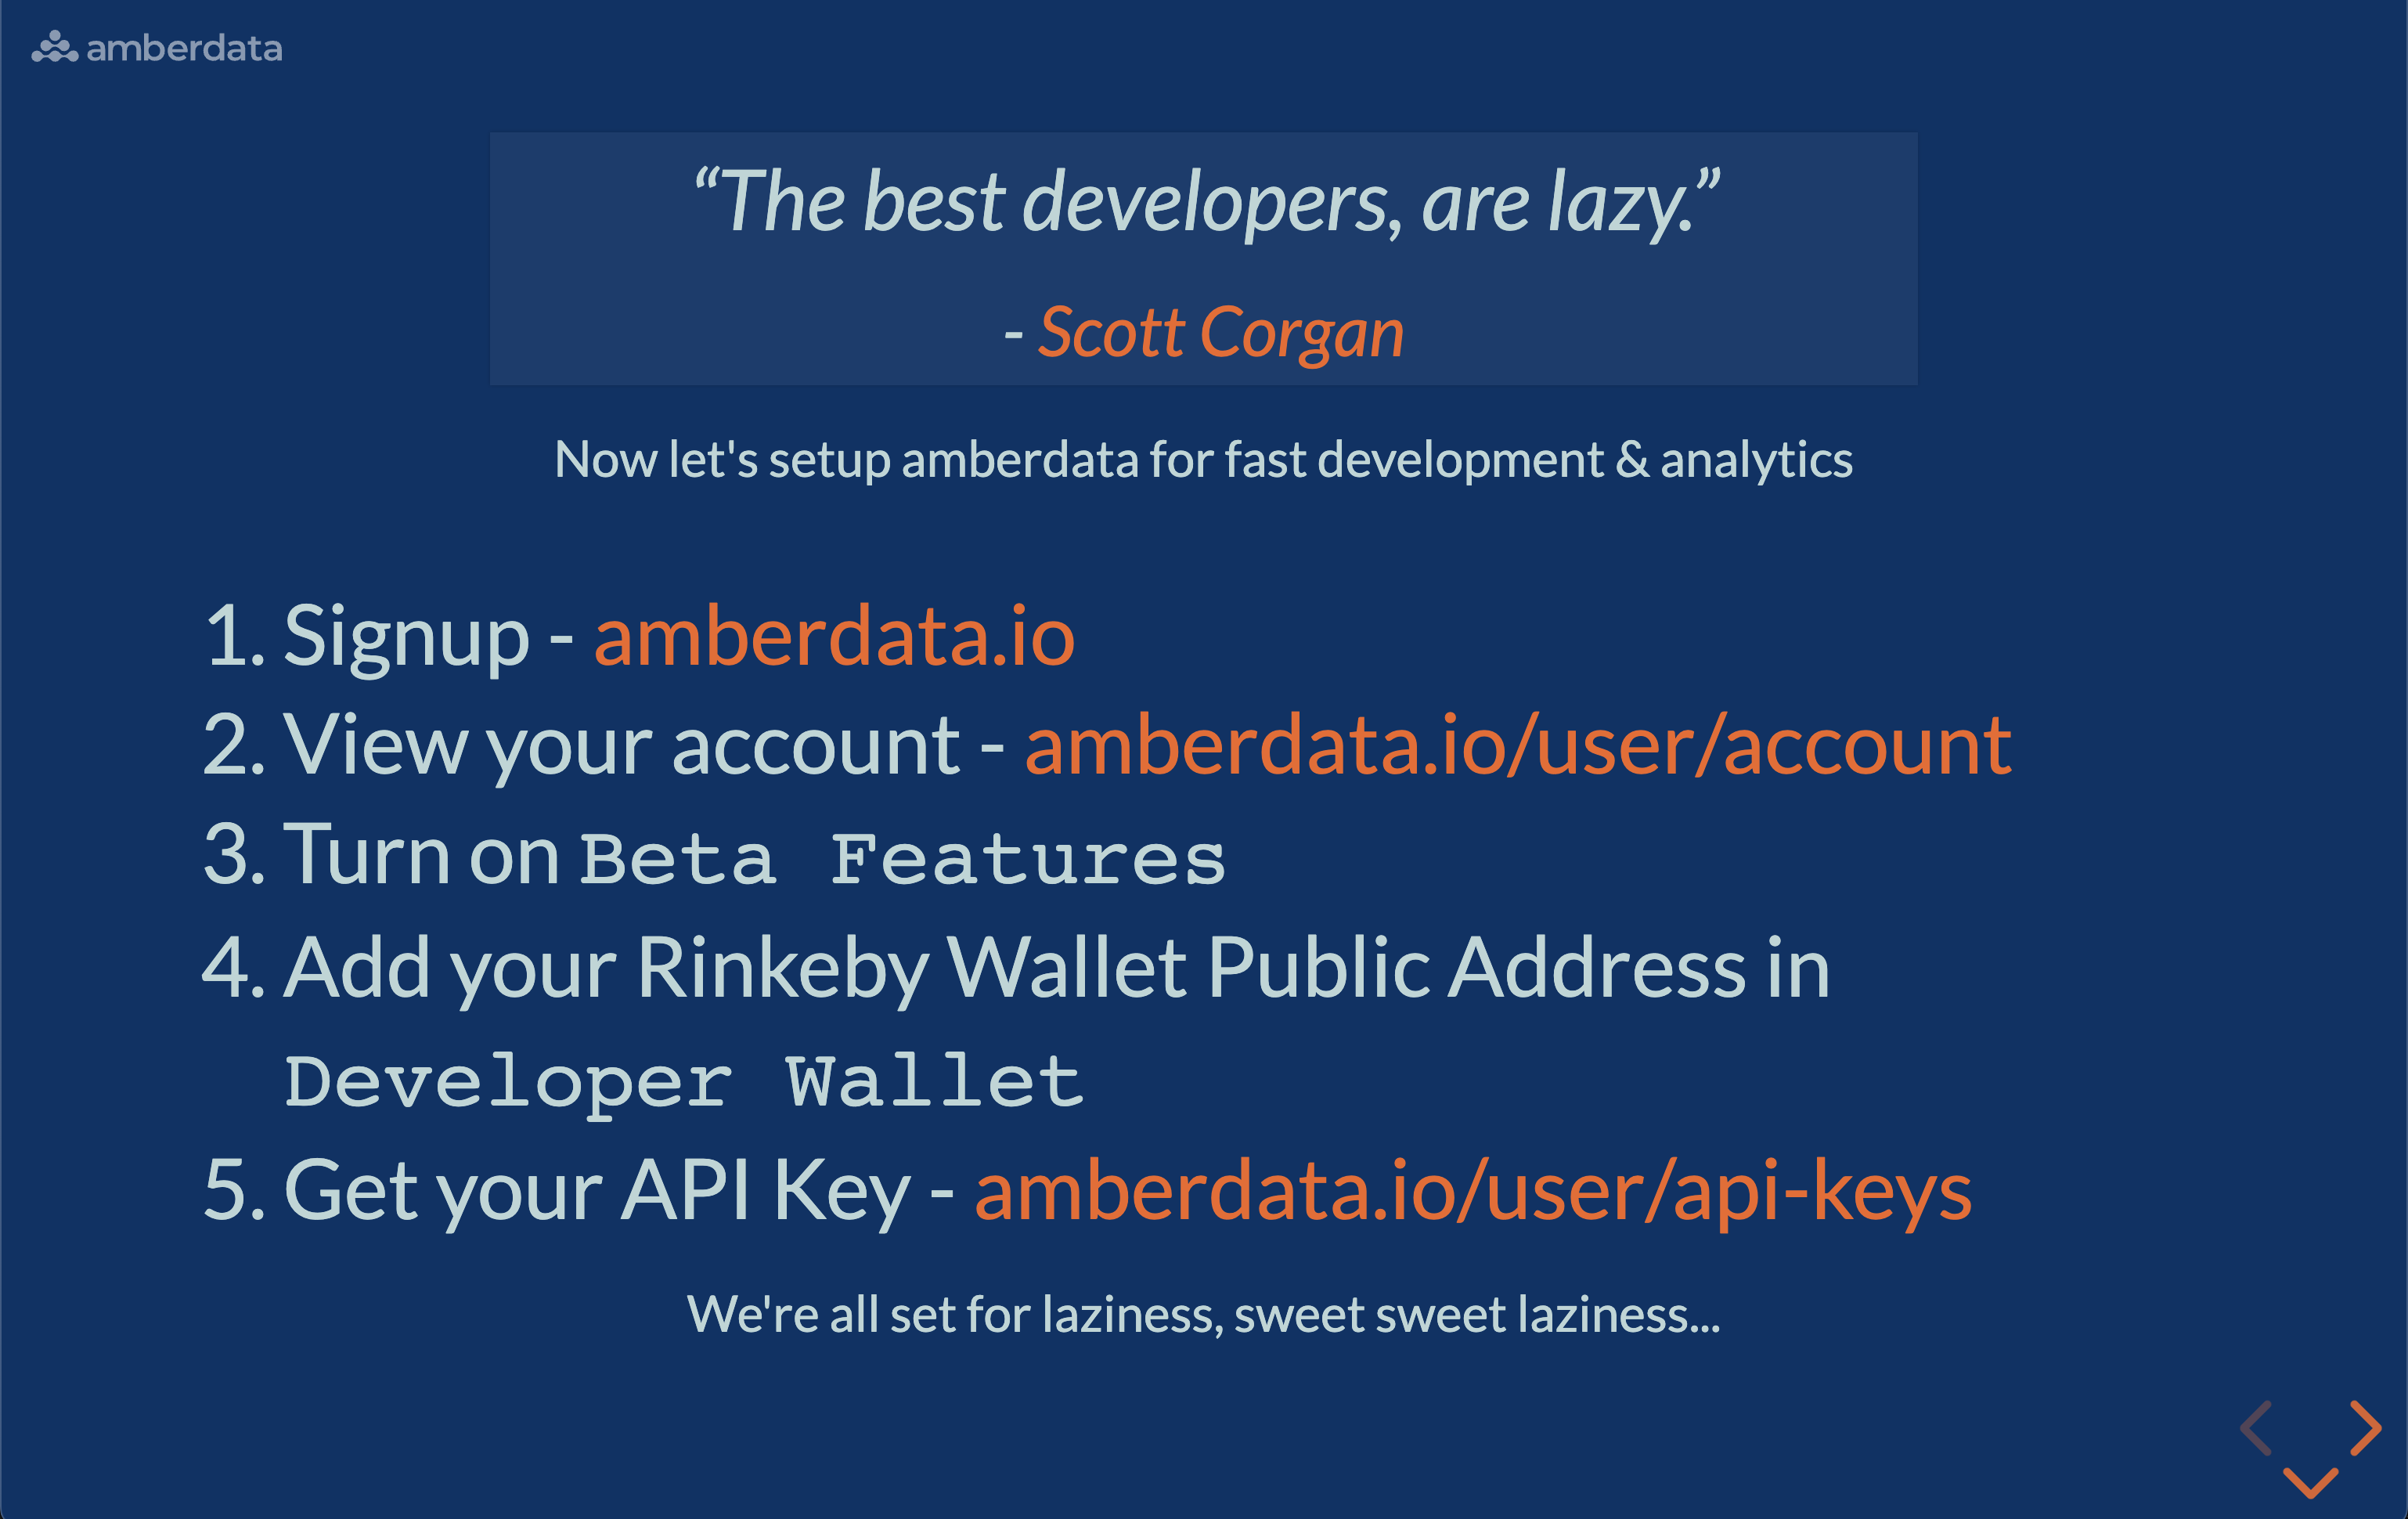 amberdata
“The best developers, are lazy.”
- Scott Corgan
Now let's setup amberdata for fast development & analytics
1. Signup - amberdata.io
2. View your account - amberdata.io/user/account
3. Turn on Beta Features
4. Add your Rinkeby Wallet Public Address in
Developer Wallet
5. Get your API Key - amberdata.io/user/api-keys
We're all set for laziness, sweet sweet laziness...